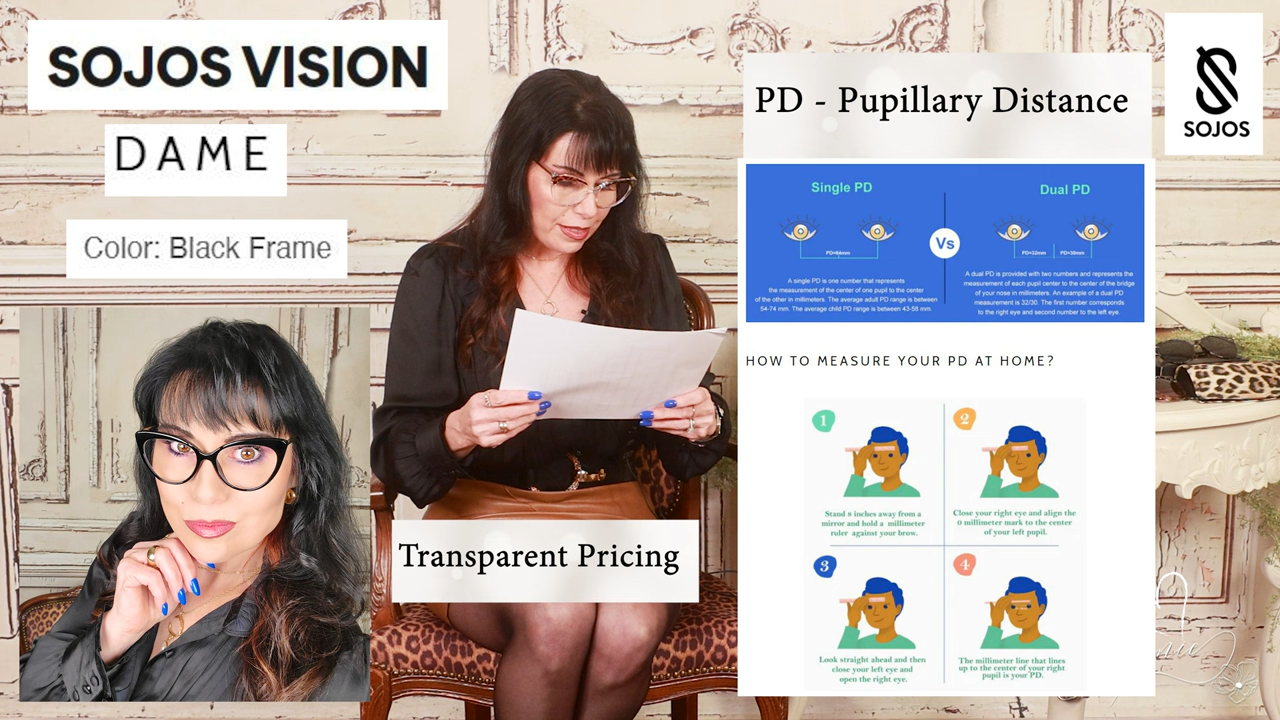 SOJOS VISION
DAME
Color: Black Frame
Transparent Pricing
PD - Pupillary Distance
SOJOS
Single PD
PD=64mm
A single PD is one number that represents
the measurement of the center of one pupil to the center
of the other in millimeters. The average adult PD range is between
54-74 mm. The average child PD range is between 43-58 mm.
Vs
Dual PD
PD=32mm PD=30mm
A dual PD is provided with two numbers and represents the
measurement of each pupil center to the center of the bridge
of your nose in millimeters. An example of a dual PD
measurement is 32/30. The first number corresponds
to the right eye and second number to the left eye.
HOW TO MEASURE YOUR PD AT HOME?
1
Stand 8 inches away from a
mirror and hold a millimeter
ruler against your brow.
2
Close your right eye and align the
0 millimeter mark to the center
of your left pupil.
3
Look straight ahead and then
close your left eye and
open the right eye.
4
The millimeter line that lines
up to the center of your right
pupil is your PD.